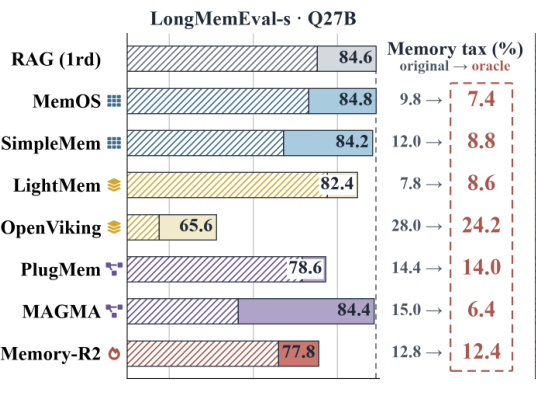 LongMemEval-s · Q27B
Memory tax (%)
original → oracle
RAG (1rd) 84.6
MemOS 84.8 9.8 → 7.4
SimpleMem 84.2 12.0 → 8.8
LightMem 82.4 7.8 → 8.6
OpenViking 65.6 28.0 → 24.2
PlugMem 78.6 14.4 → 14.0
MAGMA 84.4 15.0 → 6.4
Memory-R2 77.8 12.8 → 12.4